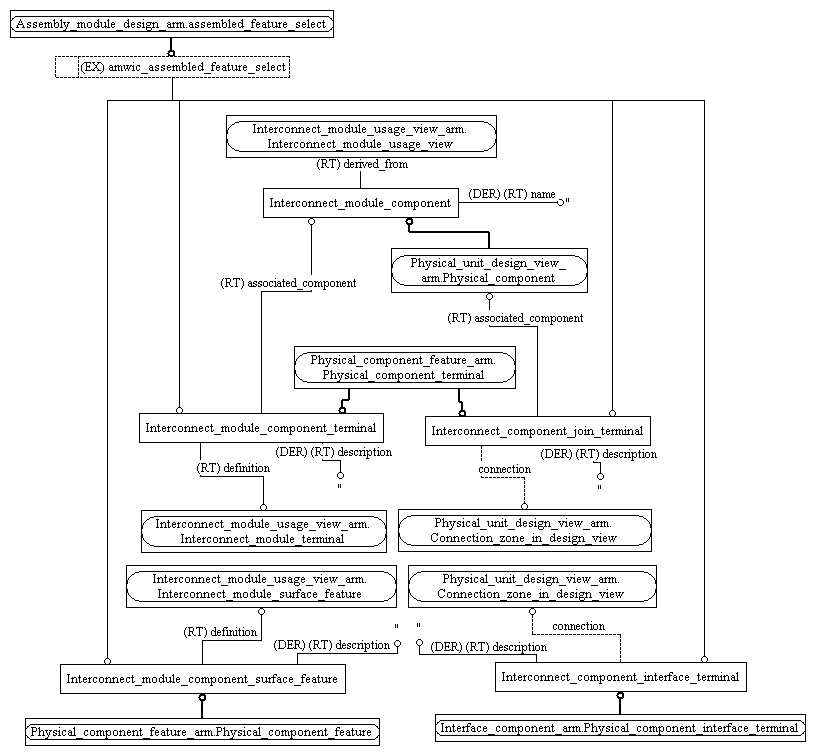 Assembly_module_design_arm.assembled_feature_select
(EX) amwic_assembled_feature_select
Interconnect_module_usage_view_arm.
Interconnect_module_usage_view
(RT) derived_from
Interconnect_module_component
(DER) (RT) name
"
Physical_unit_design_view_
arm.Physical_component
(RT) associated_component
(RT) associated_component
Physical_component_feature_arm.
Physical_component_terminal
Interconnect_module_component_terminal
Interconnect_component_join_terminal
(DER) (RT) description
(DER) (RT) description
(RT) definition
connection
"
"
Interconnect_module_usage_view_arm.
Interconnect_module_terminal
Physical_unit_design_view_arm.
Connection_zone_in_design_view
Interconnect_module_usage_view_arm.
Interconnect_module_surface_feature
Physical_unit_design_view_arm.
Connection_zone_in_design_view
(RT) definition
"
"
connection
(DER) (RT) description
(DER) (RT) description
Interconnect_module_component_surface_feature
Interconnect_component_interface_terminal
Physical_component_feature_arm.Physical_component_feature
Interface_component_arm.Physical_component_interface_terminal